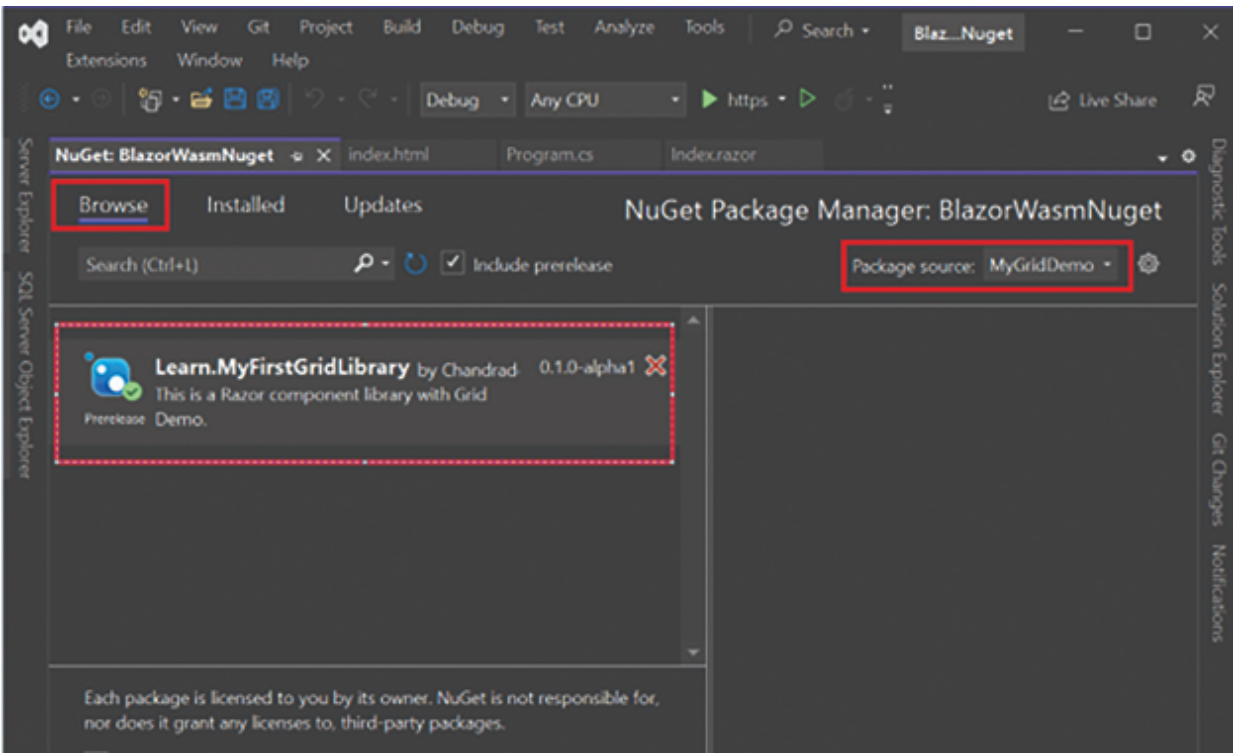 File Edit View Git Project Build Debug Test Analyze Tools Search Blaz...Nuget
Extensions Window Help
Debug Any CPU https Live Share
NuGet: BlazorWasmNuget index.html Program.cs Index.razor
Browse Installed Updates NuGet Package Manager: BlazorWasmNuget
Search (Ctrl+L) Include prerelease Package source: MyGridDemo
Learn.MyFirstGridLibrary by Chandrad 0.1.0-alpha1
This is a Razor component library with Grid
Prerelease Demo.
Each package is licensed to you by its owner. NuGet is not responsible for,
nor does it grant any licenses to, third-party packages.
Server Explorer
SQL Server Object Explorer
Diagnostic Tools
Solution Explorer
Git Changes
Notifications